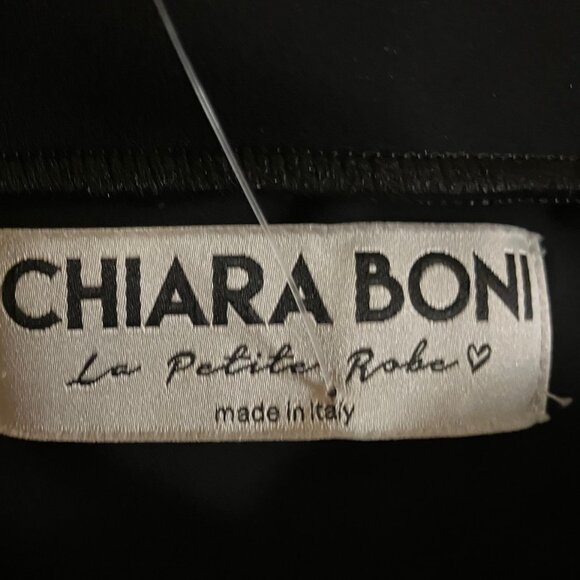 CHIARA BONI
La Petite Robe♡
made in italy